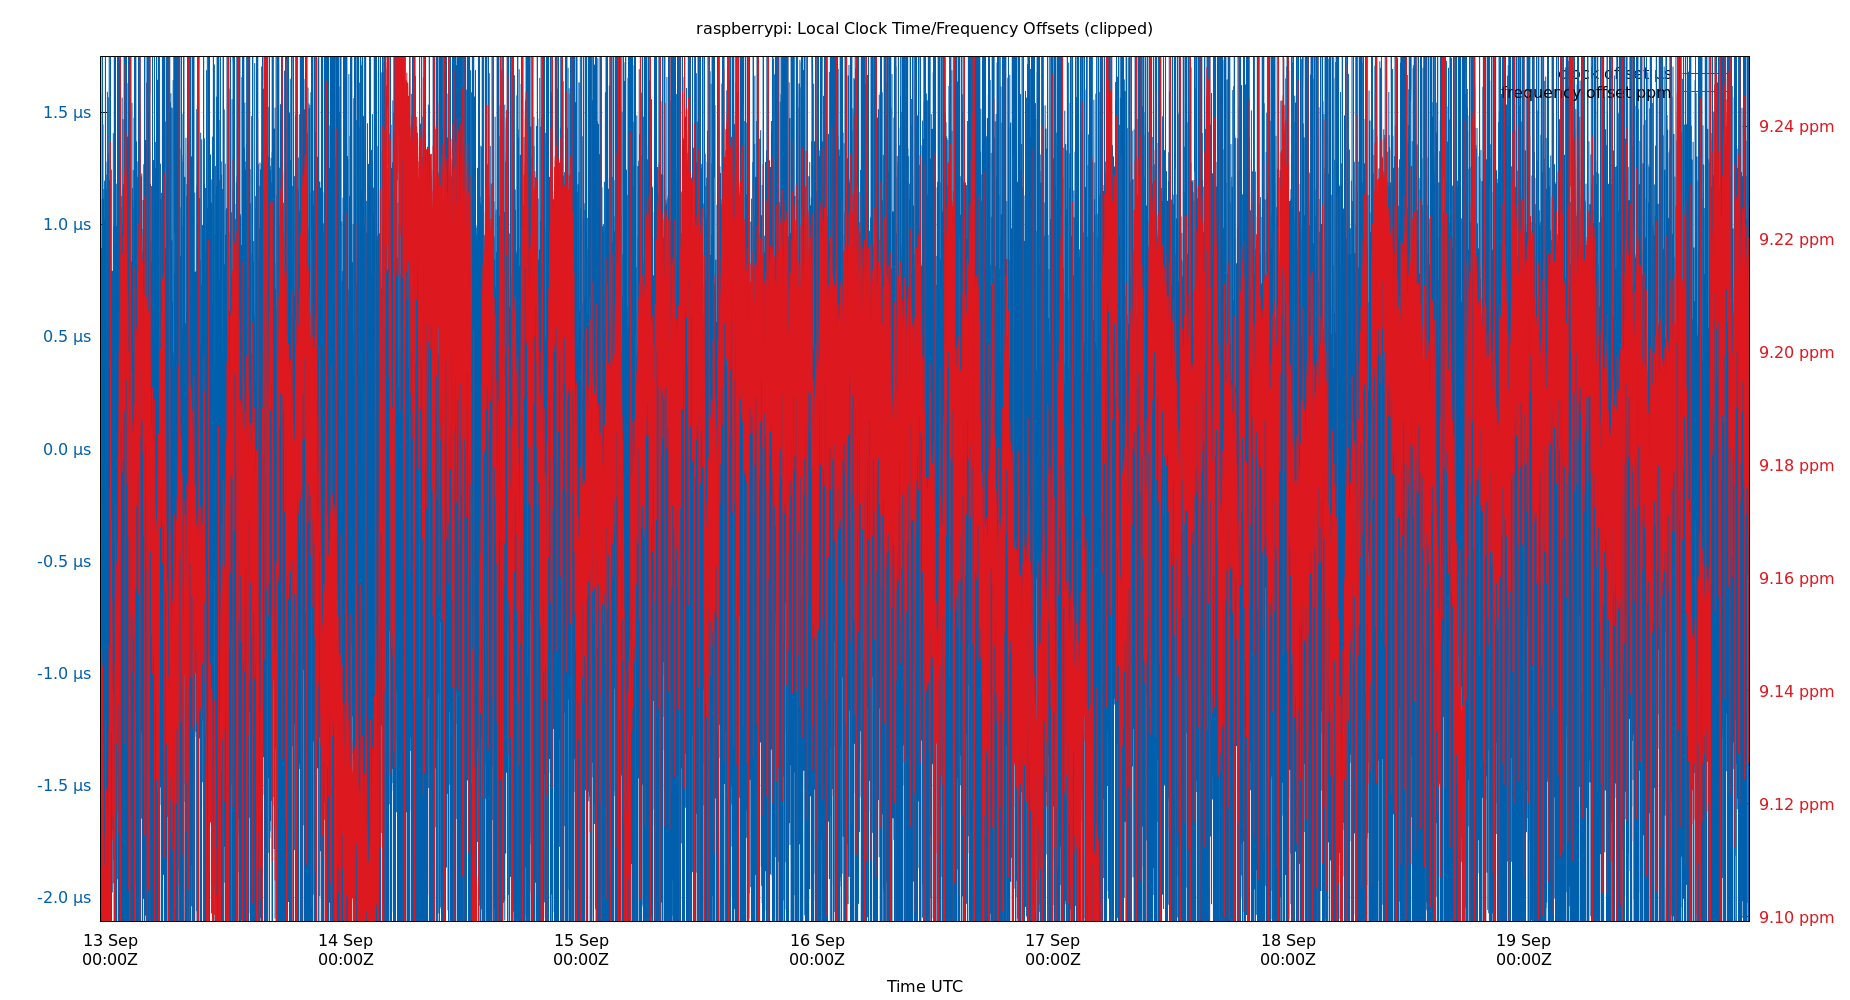 raspberrypi: Local Clock Time/Frequency Offsets (clipped)
clock offset µs
frequency offset ppm
1.5 µs
1.0 µs
0.5 µs
0.0 µs
-0.5 µs
-1.0 µs
-1.5 µs
-2.0 µs
9.24 ppm
9.22 ppm
9.20 ppm
9.18 ppm
9.16 ppm
9.14 ppm
9.12 ppm
9.10 ppm
13 Sep
00:00Z
14 Sep
00:00Z
15 Sep
00:00Z
16 Sep
00:00Z
17 Sep
00:00Z
18 Sep
00:00Z
19 Sep
00:00Z
Time UTC